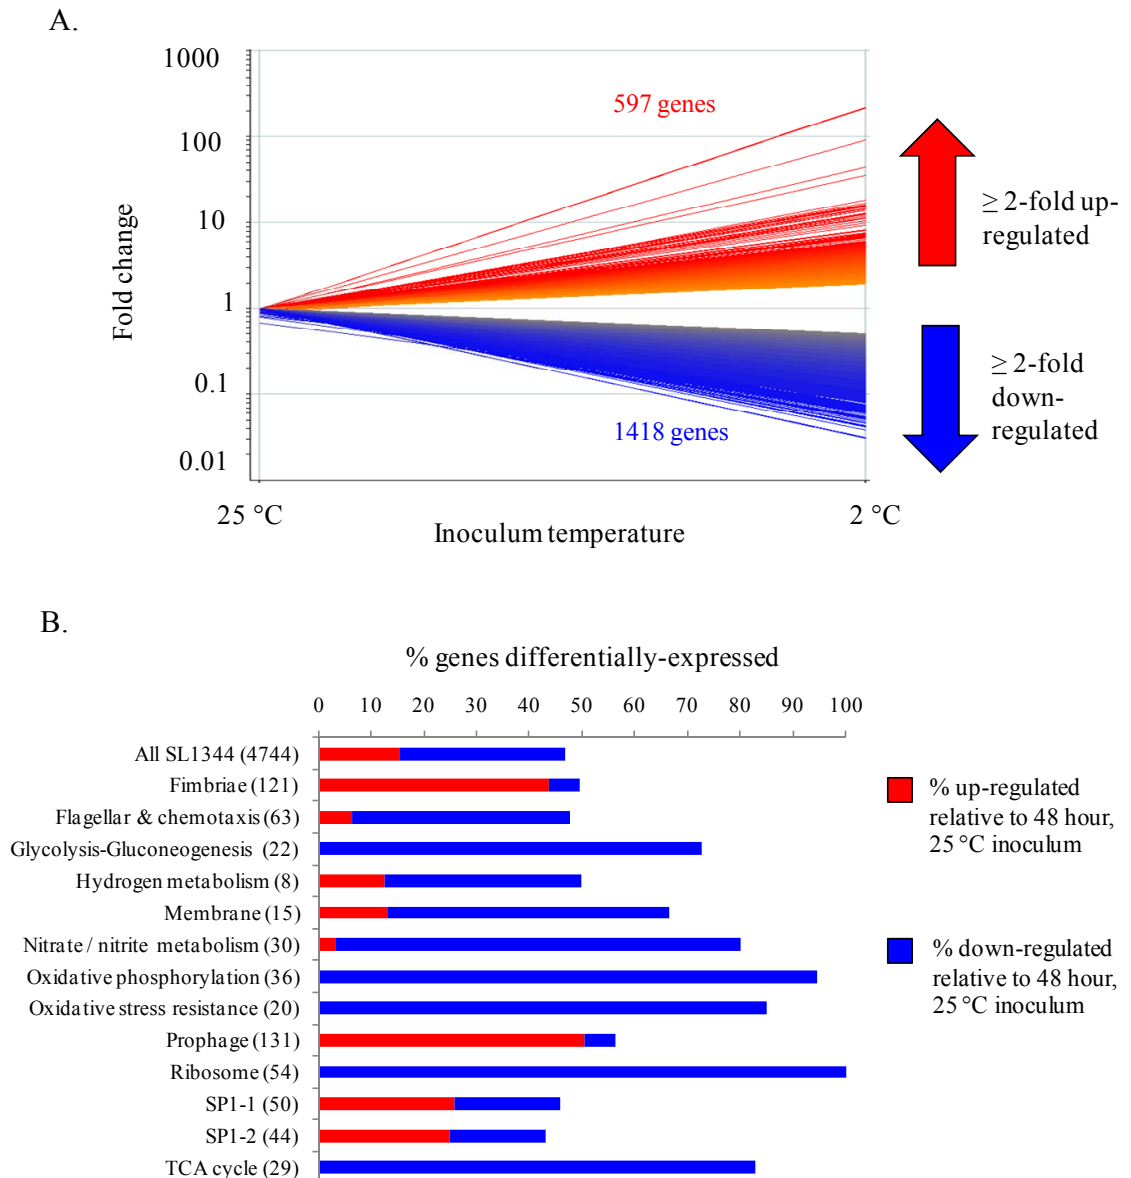 A.
1000
100
10
1
0.1
0.01
Fold change
597 genes
1418 genes
≥ 2-fold up-
regulated
≥ 2-fold
down-
regulated
25 °C
2 °C
Inoculum temperature
B.
% genes differentially-expressed
0 10 20 30 40 50 60 70 80 90 100
All SL1344 (4744)
Fimbriae (121)
Flagellar & chemotaxis (63)
Glycolysis-Gluconeogenesis (22)
Hydrogen metabolism (8)
Membrane (15)
Nitrate / nitrite metabolism (30)
Oxidative phosphorylation (36)
Oxidative stress resistance (20)
Prophage (131)
Ribosome (54)
SP1-1 (50)
SP1-2 (44)
TCA cycle (29)
% up-regulated
relative to 48 hour,
25 °C inoculum
% down-regulated
relative to 48 hour,
25 °C inoculum